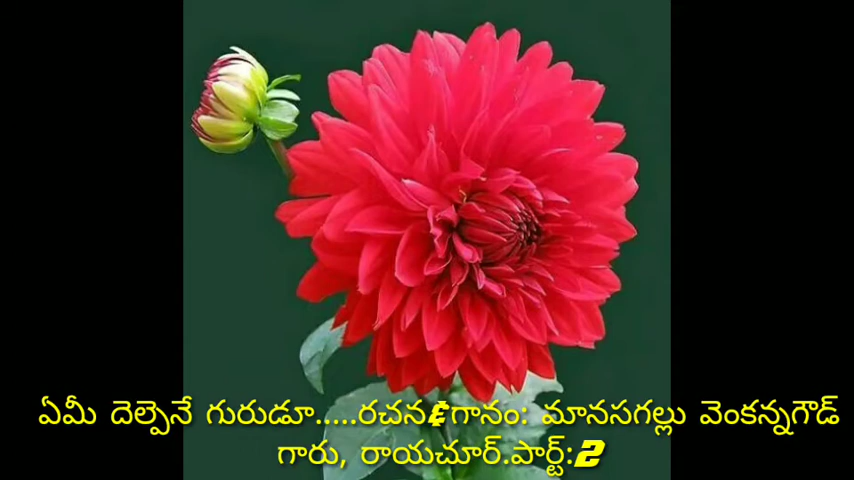 ఏమీ దెల్పెనే గురుడూ.....రచన&గానం: మానసగల్లు వెంకన్నగౌడ్
గారు, రాయచూర్.పార్ట్:2